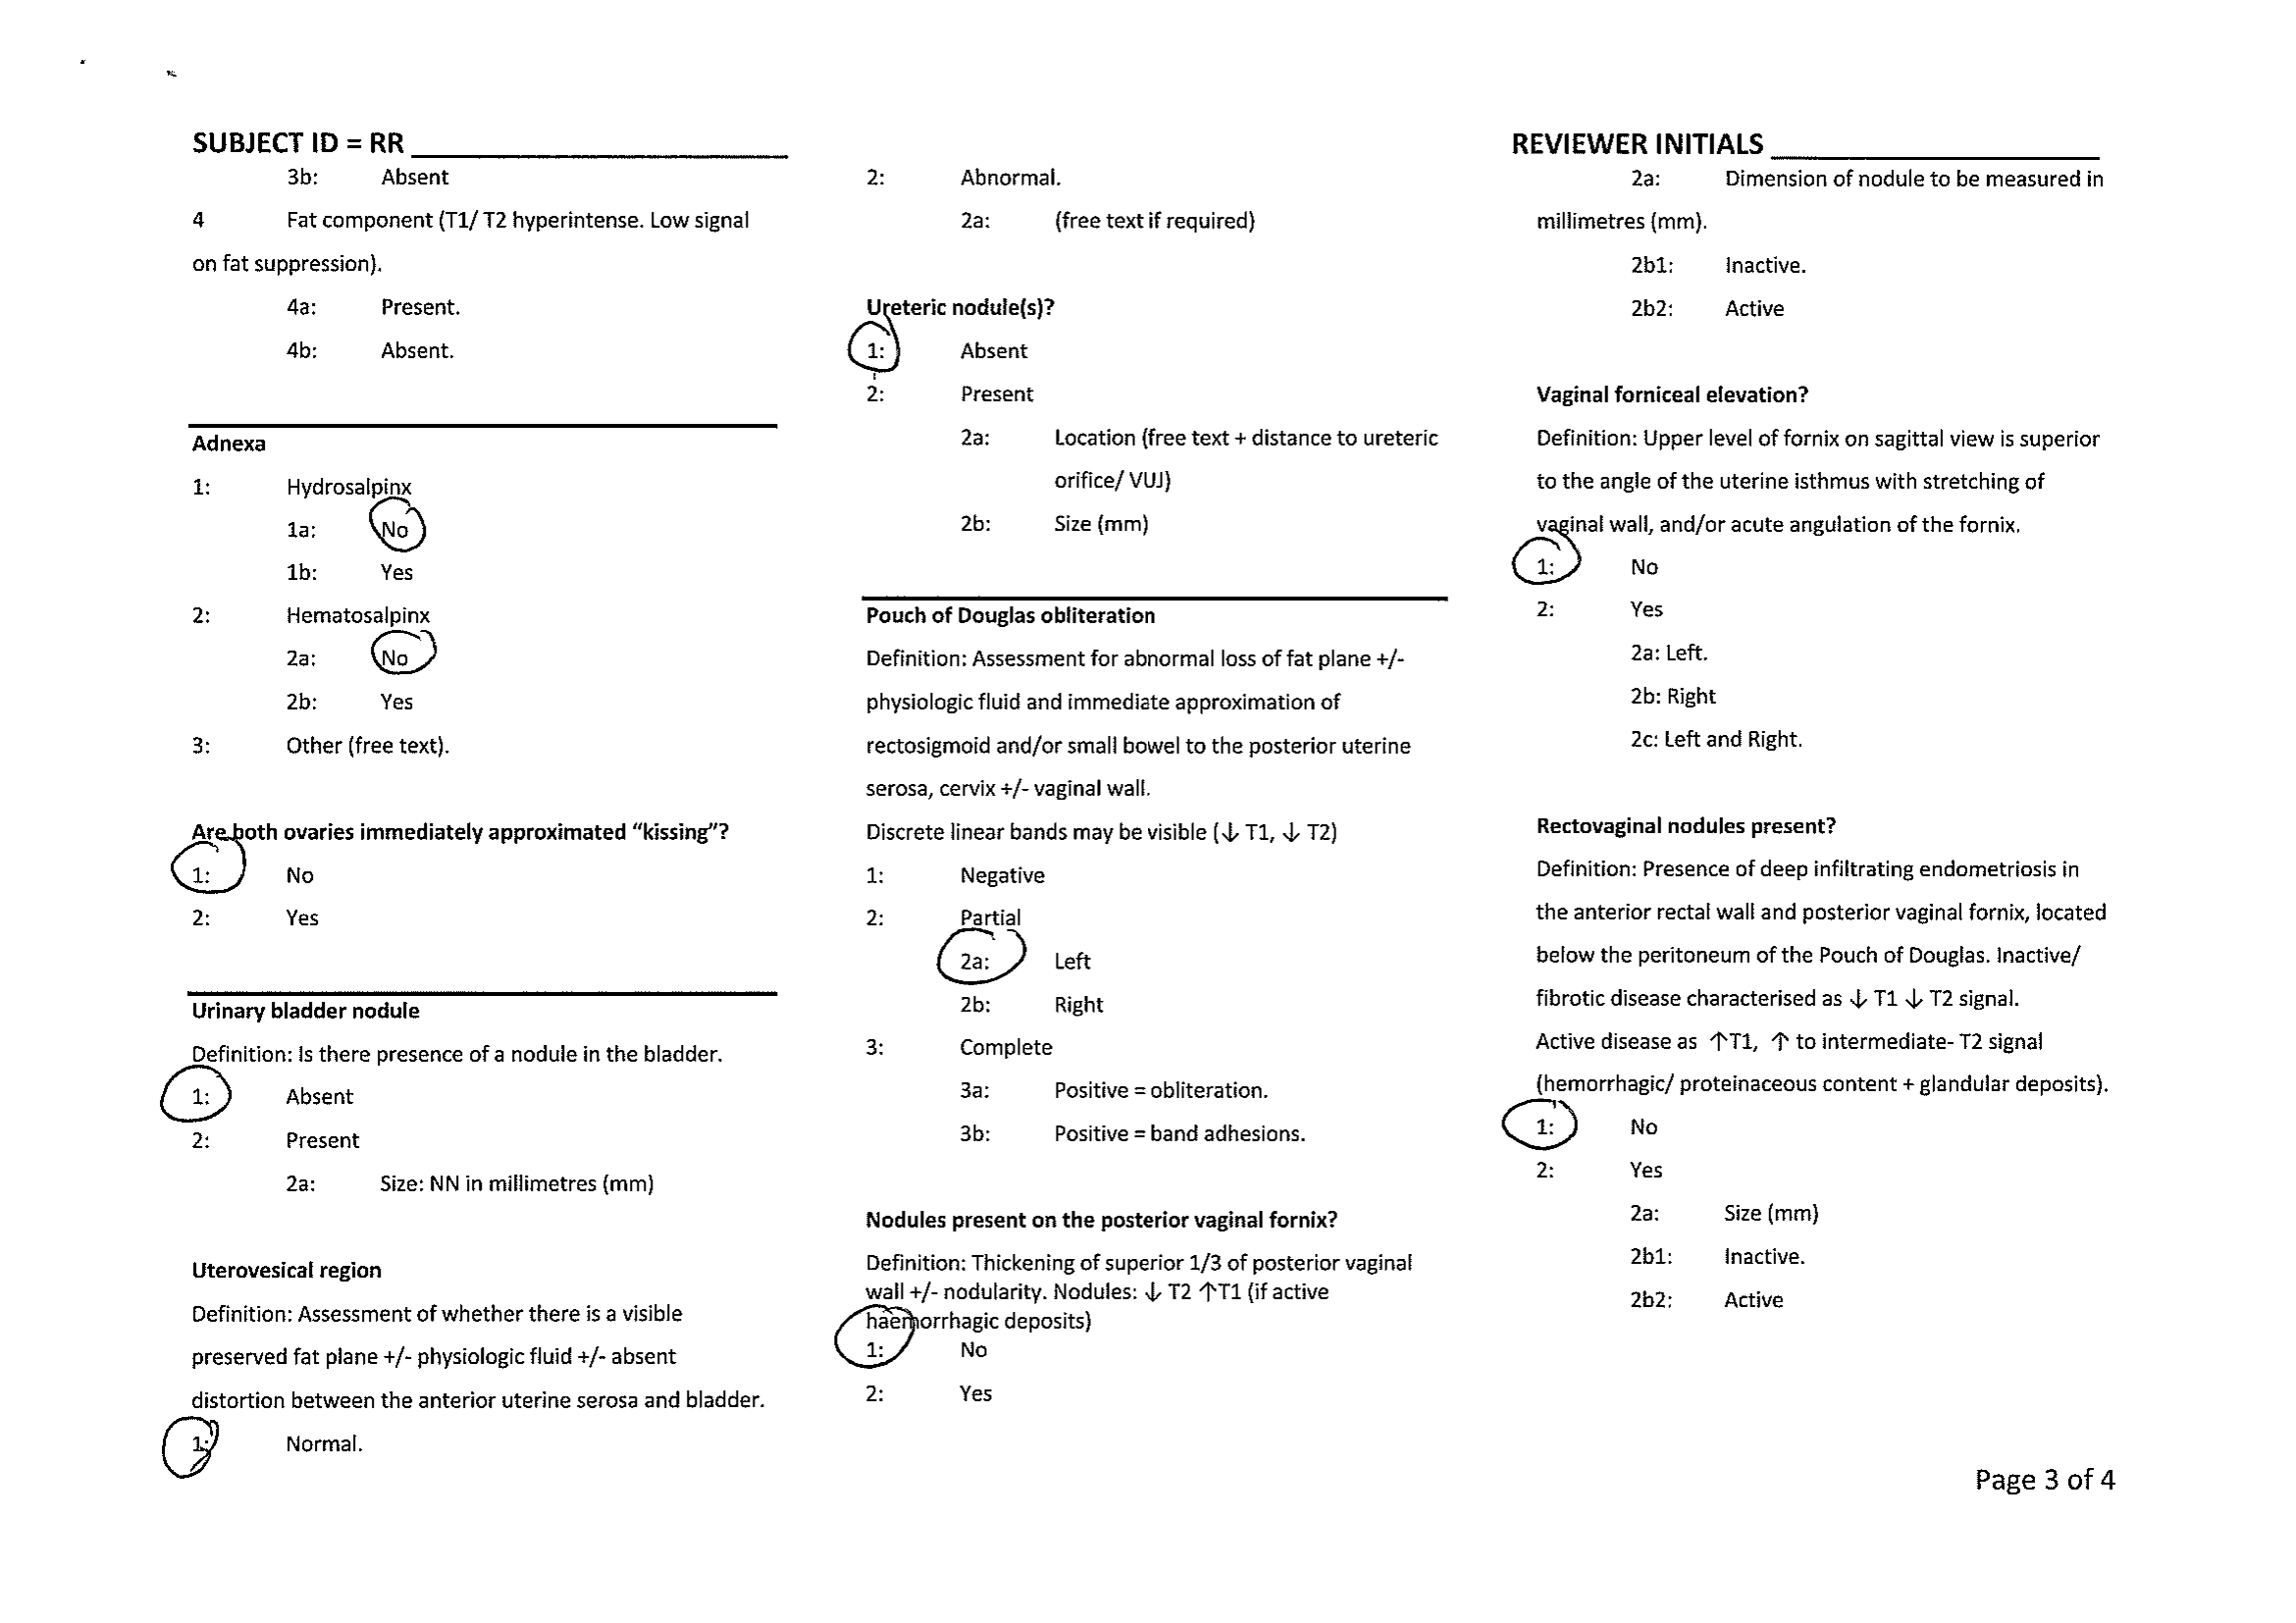 SUBJECT ID = RR
3b: Absent
4 Fat component (T1/ T2 hyperintense. Low signal
on fat suppression).
4a: Present.
4b: Absent.
Adnexa
1: Hydrosalpinx
1a: No
1b: Yes
2: Hematosalpinx
2a: No
2b: Yes
3: Other (free text).
Are both ovaries immediately approximated “kissing”?
1: No
2: Yes
Urinary bladder nodule
Definition: Is there presence of a nodule in the bladder.
1: Absent
2: Present
2a: Size: NN in millimetres (mm)
Uterovesical region
Definition: Assessment of whether there is a visible
preserved fat plane +/- physiologic fluid +/- absent
distortion between the anterior uterine serosa and bladder.
1: Normal.
2: Abnormal.
2a: (free text if required)
Ureteric nodule(s)?
1: Absent
2: Present
2a: Location (free text + distance to ureteric
orifice/ VUJ)
2b: Size (mm)
Pouch of Douglas obliteration
Definition: Assessment for abnormal loss of fat plane +/-
physiologic fluid and immediate approximation of
rectosigmoid and/or small bowel to the posterior uterine
serosa, cervix +/- vaginal wall.
Discrete linear bands may be visible (↓ T1, ↓ T2)
1: Negative
2: Partial
2a: Left
2b: Right
3: Complete
3a: Positive = obliteration.
3b: Positive = band adhesions.
Nodules present on the posterior vaginal fornix?
Definition: Thickening of superior 1/3 of posterior vaginal
wall +/- nodularity. Nodules: ↓ T2 ↑T1 (if active
haemorrhagic deposits)
1: No
2: Yes
REVIEWER INITIALS
2a: Dimension of nodule to be measured in
millimetres (mm).
2b1: Inactive.
2b2: Active
Vaginal forniceal elevation?
Definition: Upper level of fornix on sagittal view is superior
to the angle of the uterine isthmus with stretching of
vaginal wall, and/or acute angulation of the fornix.
1: No
2: Yes
2a: Left.
2b: Right
2c: Left and Right.
Rectovaginal nodules present?
Definition: Presence of deep infiltrating endometriosis in
the anterior rectal wall and posterior vaginal fornix, located
below the peritoneum of the Pouch of Douglas. Inactive/
fibrotic disease characterised as ↓ T1 ↓ T2 signal.
Active disease as ↑T1, ↑ to intermediate- T2 signal
(hemorrhagic/ proteinaceous content + glandular deposits).
1: No
2: Yes
2a: Size (mm)
2b1: Inactive.
2b2: Active
Page 3 of 4